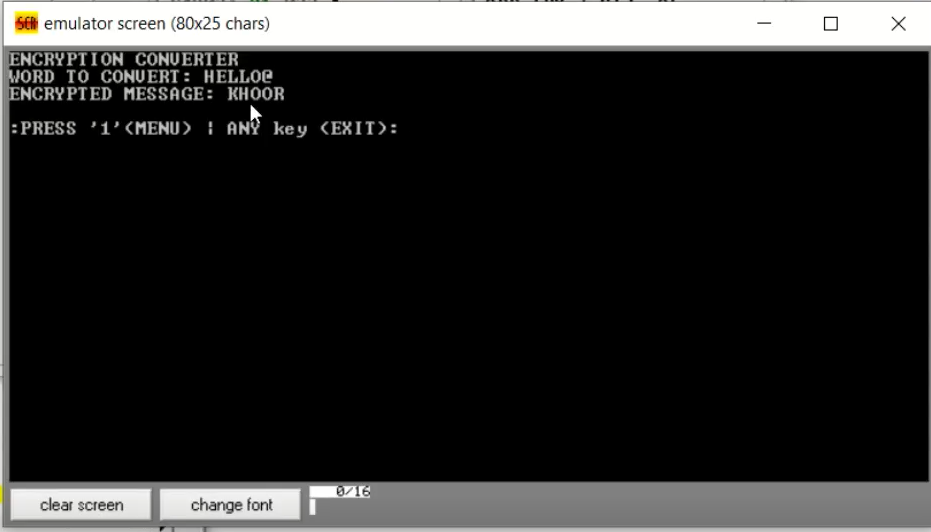 emulator screen (80x25 chars)
ENCRYPTION CONVERTER
WORD TO CONVERT: HELLO@
ENCRYPTED MESSAGE: KHOOR
:PRESS '1'(MENU) | ANY key (EXIT):
clear screen
change font
0/16